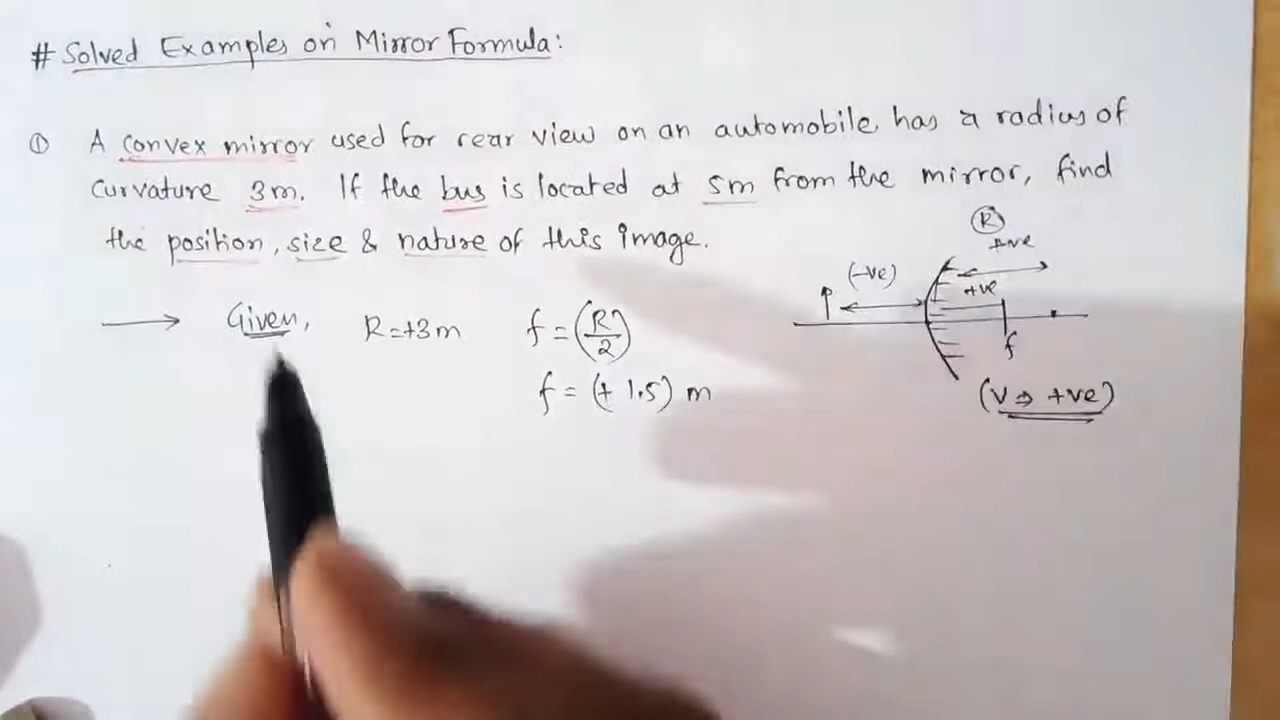 # Solved Examples on Mirror Formula:
① A convex mirror used for rear view on an automobile has a radius of
curvature 3m. If the bus is located at 5m from the mirror, find
the position, size & nature of this image.
Given, R=+3m f = (R/2)
f = (+ 1.5) m
R
+ve
(-ve)
+ve
f
(V ⇒ +ve)